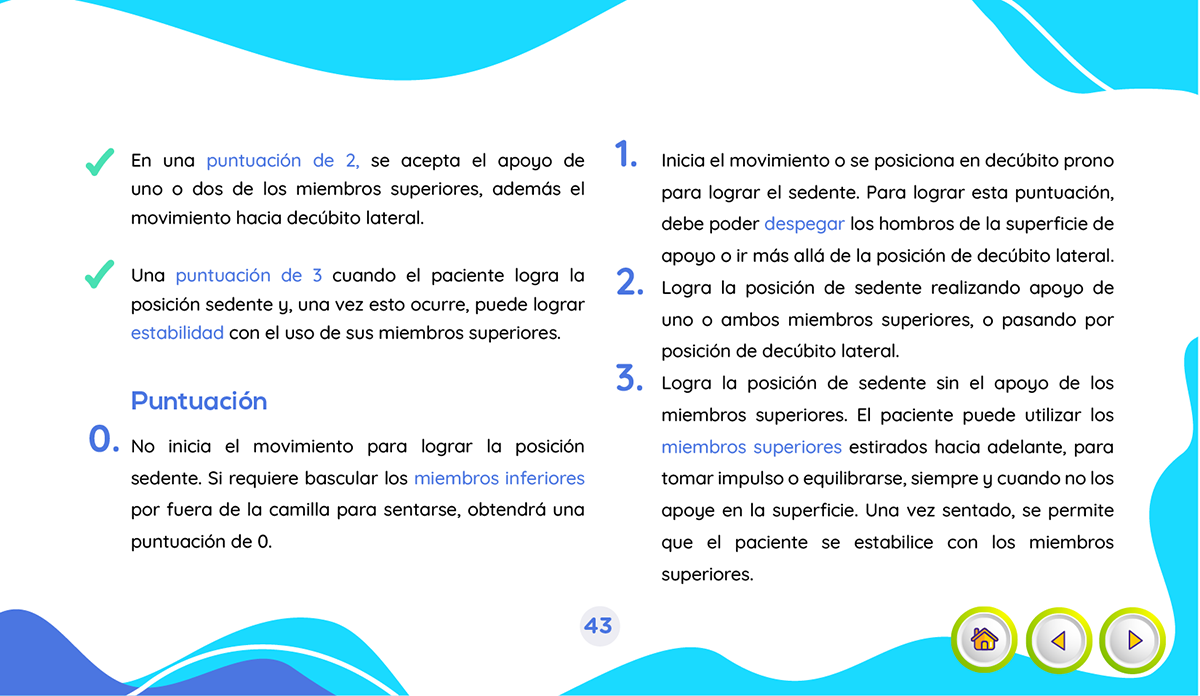 En una puntuación de 2, se acepta el apoyo de
uno o dos de los miembros superiores, además el
movimiento hacia decúbito lateral.
Una puntuación de 3 cuando el paciente logra la
posición sedente y, una vez esto ocurre, puede lograr
estabilidad con el uso de sus miembros superiores.
Puntuación
0. No inicia el movimiento para lograr la posición
sedente. Si requiere bascular los miembros inferiores
por fuera de la camilla para sentarse, obtendrá una
puntuación de 0.
1. Inicia el movimiento o se posiciona en decúbito prono
para lograr el sedente. Para lograr esta puntuación,
debe poder despegar los hombros de la superficie de
apoyo o ir más allá de la posición de decúbito lateral.
2. Logra la posición de sedente realizando apoyo de
uno o ambos miembros superiores, o pasando por
posición de decúbito lateral.
3. Logra la posición de sedente sin el apoyo de los
miembros superiores. El paciente puede utilizar los
miembros superiores estirados hacia adelante, para
tomar impulso o equilibrarse, siempre y cuando no los
apoye en la superficie. Una vez sentado, se permite
que el paciente se estabilice con los miembros
superiores.
43